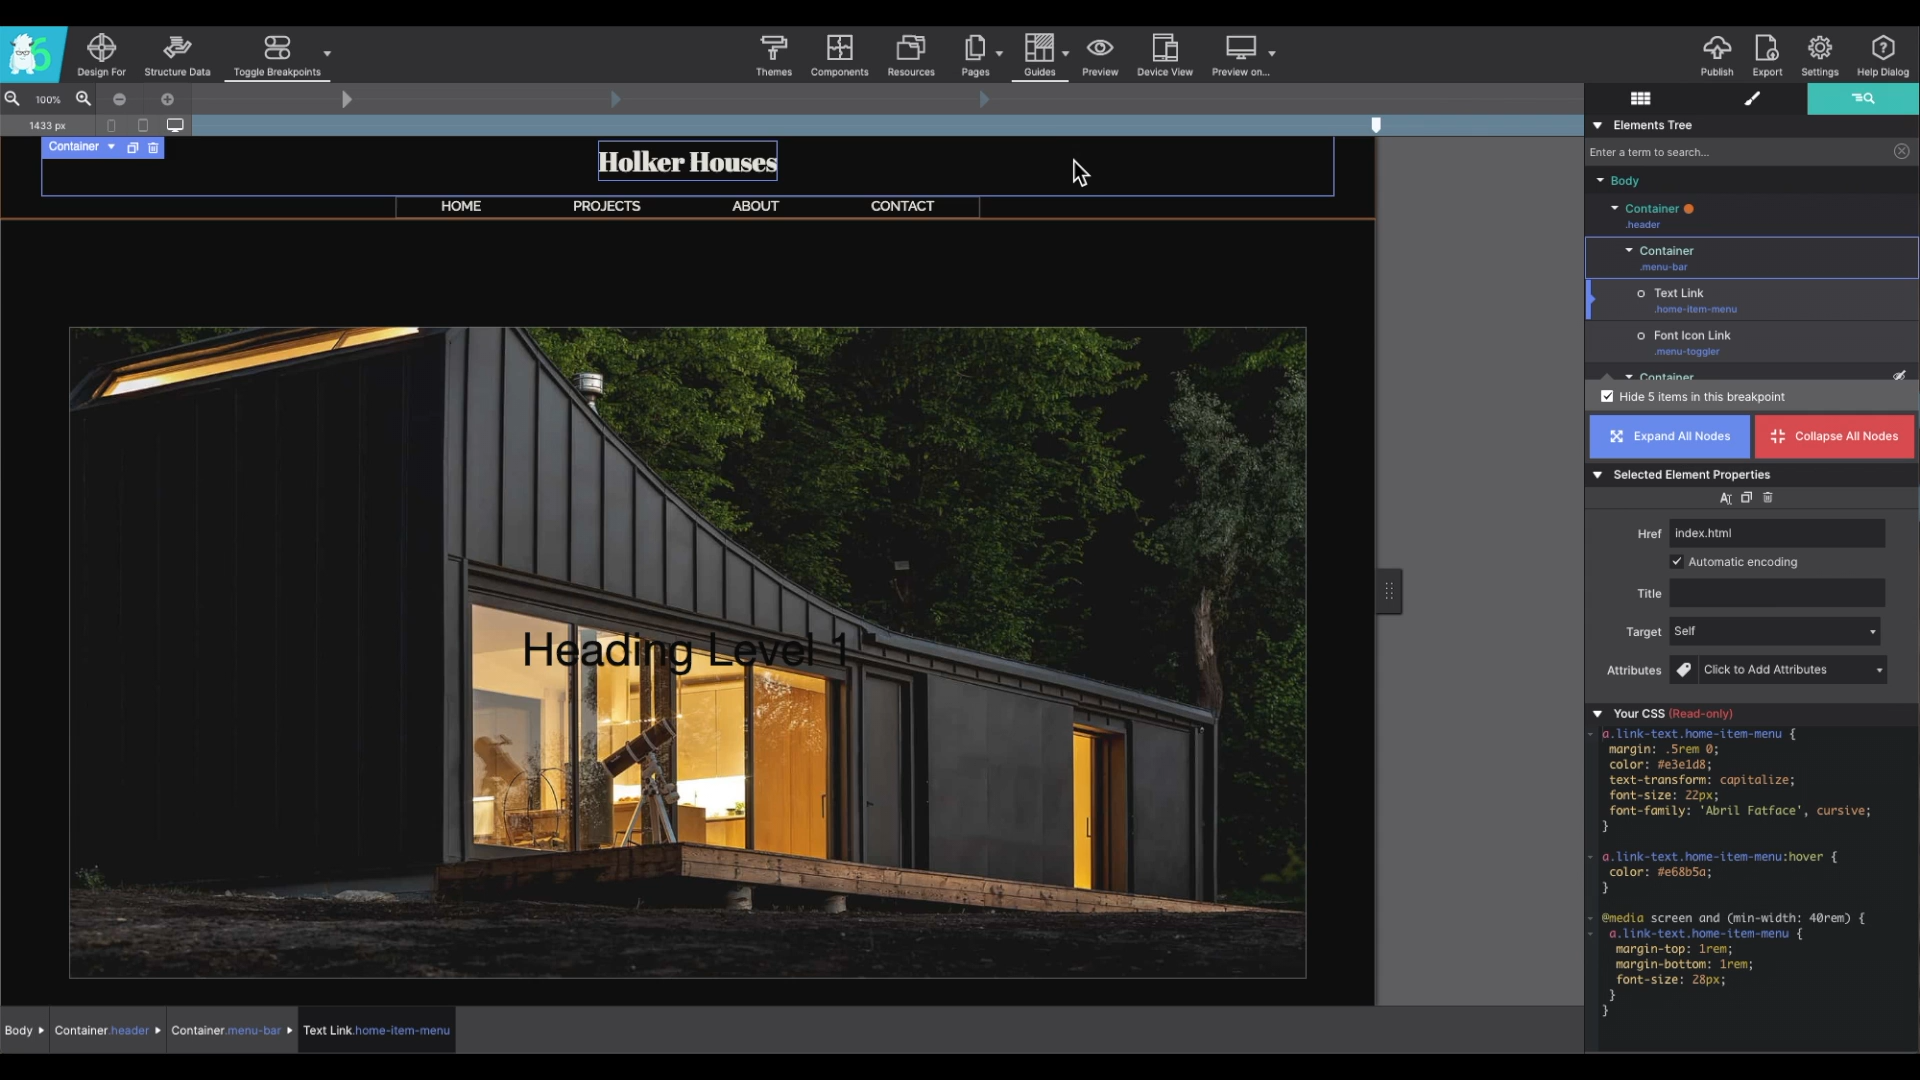 Design For
Structure Data
Toggle Breakpoints
Themes
Components
Resources
Pages
Guides
Preview
Device View
Preview on...
Publish
Export
Settings
Help Dialog
100%
1433 px
Container
Holker Houses
HOME
PROJECTS
ABOUT
CONTACT
Heading Level 1
Elements Tree
Enter a term to search...
Body
Container
.header
Container
.menu-bar
Text Link
.home-item-menu
Font Icon Link
.menu-toggler
Container
Hide 5 items in this breakpoint
Expand All Nodes
Collapse All Nodes
Selected Element Properties
Href
index.html
Automatic encoding
Title
Target
Self
Attributes
Click to Add Attributes
Your CSS (Read-only)
a.link-text.home-item-menu {
margin: .5rem 0;
color: #e3e1d8;
text-transform: capitalize;
font-size: 22px;
font-family: 'Abril Fatface', cursive;
}
a.link-text.home-item-menu:hover {
color: #e68b5a;
}
@media screen and (min-width: 40rem) {
a.link-text.home-item-menu {
margin-top: 1rem;
margin-bottom: 1rem;
font-size: 28px;
}
}
Body
Container.header
Container.menu-bar
Text Link.home-item-menu